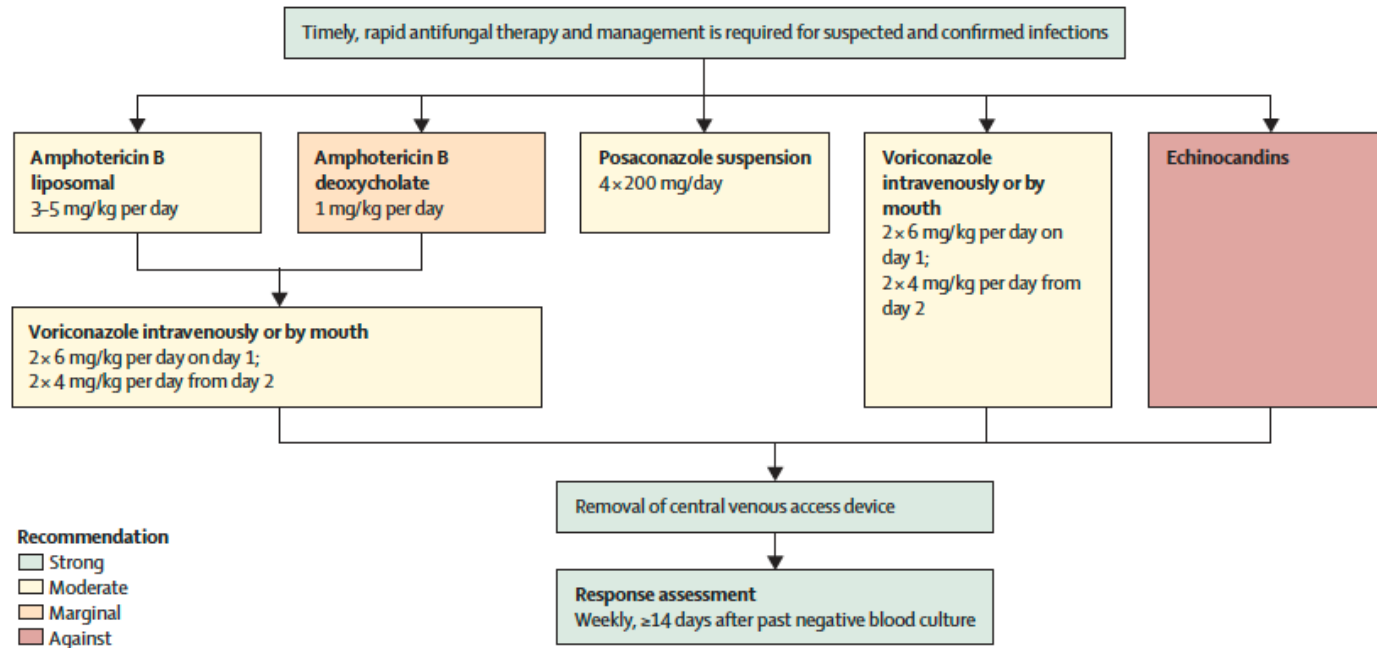 Timely, rapid antifungal therapy and management is required for suspected and confirmed infections
Amphotericin B
liposomal
3–5 mg/kg per day
Amphotericin B
deoxycholate
1 mg/kg per day
Posaconazole suspension
4 × 200 mg/day
Voriconazole
intravenously or by
mouth
2 × 6 mg/kg per day on
day 1;
2 × 4 mg/kg per day from
day 2
Echinocandins
Voriconazole intravenously or by mouth
2 × 6 mg/kg per day on day 1;
2 × 4 mg/kg per day from day 2
Removal of central venous access device
Response assessment
Weekly, ≥14 days after past negative blood culture
Recommendation
Strong
Moderate
Marginal
Against